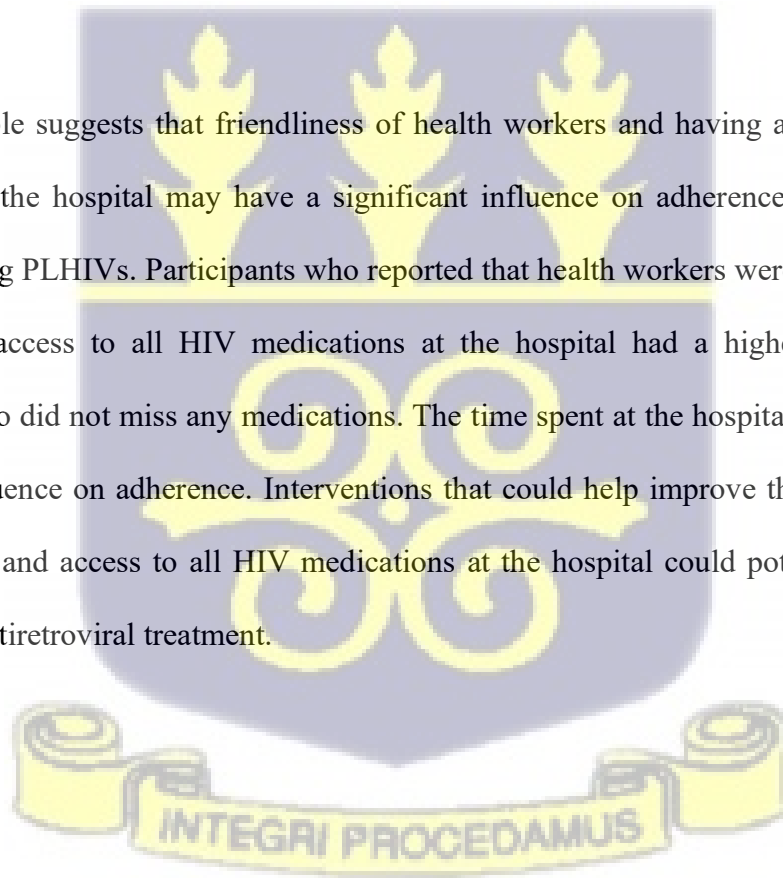 le suggests that friendliness of health workers and having a
the hospital may have a significant influence on adherence
g PLHIVs. Participants who reported that health workers wer
access to all HIV medications at the hospital had a high
o did not miss any medications. The time spent at the hospita
uence on adherence. Interventions that could help improve th
and access to all HIV medications at the hospital could pot
tiretroviral treatment.
INTEGRI PROCEDAMUS